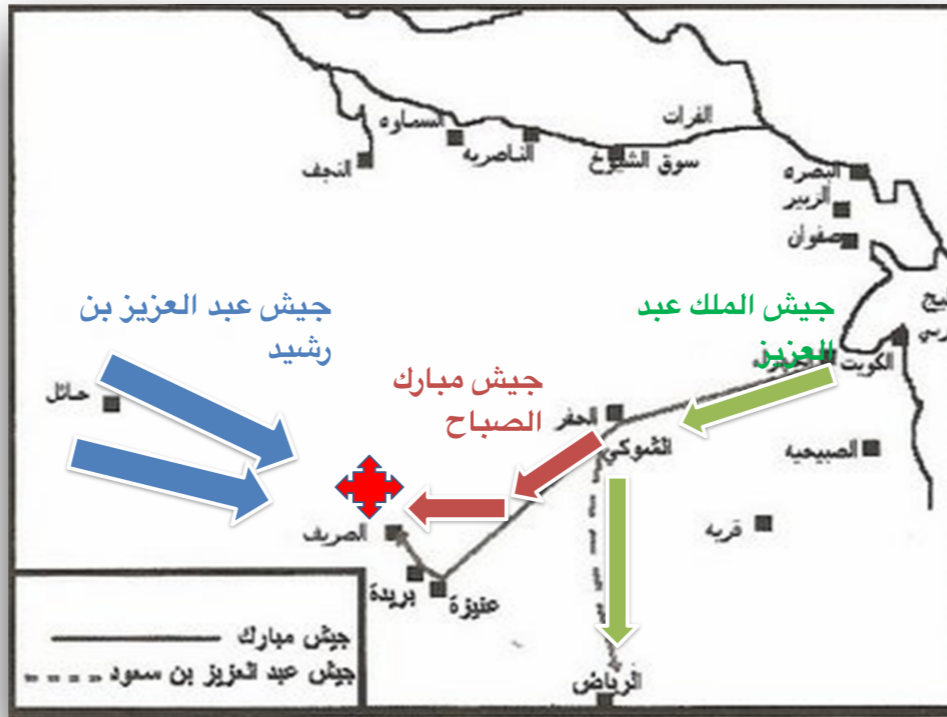 الفرات
السماوه
الناصريه
سوق الشيوخ
النجف
البصره
الزبير
صفوان
جيش عبد العزيز بن
رشيد
جيش الملك عبد
العزيز
جيش مبارك
الصباح
الكويت
حائل
الحفر
الشوكي
الصبيحيه
قريه
الصريف
بريدة
عنيزة
الرياض
جيش مبارك
جيش عبد العزيز بن سعود